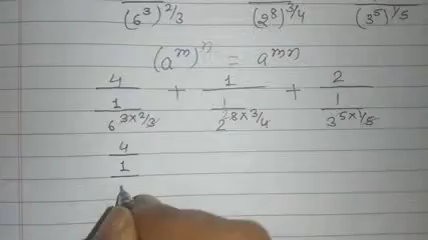 (6³)^2/3 (2⁸)^3/4 (3⁵)^1/5
(a^m)^n = a^mn
4 + 1 + 2
1 1 1
6^3×2/3 2^8×3/4 3^5×1/5
4
1